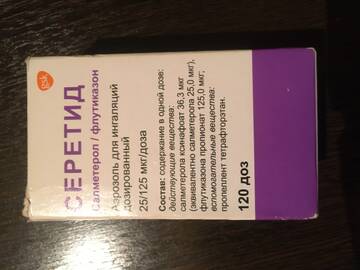 gsk
СЕРЕТИД
Салметерол / флутиказон
Аэрозоль для ингаляций
дозированный
25/125 мкг/доза
Состав: содержание в одной дозе:
действующие вещества:
салметерола ксинафоат 36,3 мкг
(эквивалентно салметерола 25,0 мкг),
флутиказона пропионат 125,0 мкг;
вспомогательные вещества:
пропеллент тетрафторэтан.
120 доз